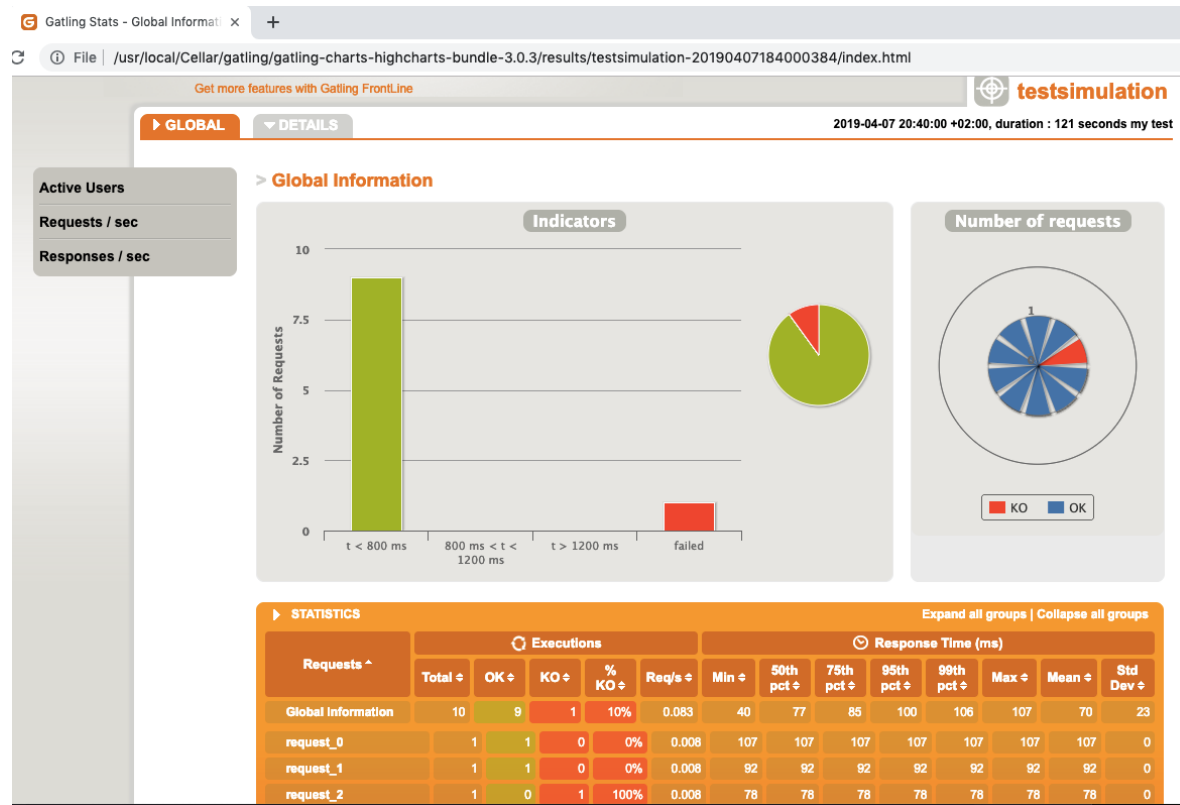 Gatling Stats - Global Informati × +
File /usr/local/Cellar/gatling/gatling-charts-highcharts-bundle-3.0.3/results/testsimulation-20190407184000384/index.html
Get more features with Gatling FrontLine
testsimulation
GLOBAL DETAILS
2019-04-07 20:40:00 +02:00, duration : 121 seconds my test
Active Users
Requests / sec
Responses / sec
> Global Information
Indicators
Number of Requests
10
7.5
5
2.5
0
t < 800 ms
800 ms < t <
1200 ms
t > 1200 ms
failed
Number of requests
1
0
KO OK
STATISTICS Expand all groups | Collapse all groups
Requests
Executions Response Time (ms)
Total OK KO % KO Req/s Min 50th pct 75th pct 95th pct 99th pct Max Mean Std Dev
Global Information 10 9 1 10% 0.083 40 77 85 100 106 107 70 23
request_0 1 1 0 0% 0.008 107 107 107 107 107 107 107 0
request_1 1 1 0 0% 0.008 92 92 92 92 92 92 92 0
request_2 1 0 1 100% 0.008 78 78 78 78 78 78 78 0